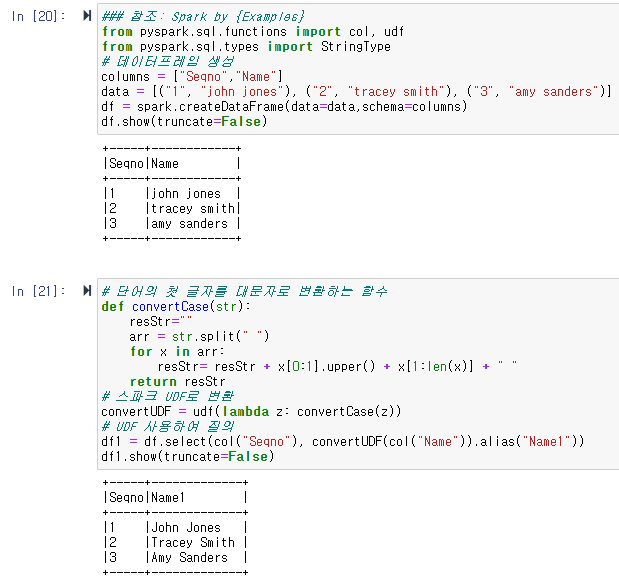 In [20]:
### 참조: Spark by {Examples}
from pyspark.sql.functions import col, udf
from pyspark.sql.types import StringType
# 데이터프레임 생성
columns = ["Seqno","Name"]
data = [("1", "john jones"), ("2", "tracey smith"), ("3", "amy sanders")]
df = spark.createDataFrame(data=data,schema=columns)
df.show(truncate=False)
+-----+------------+
|Seqno|Name        |
+-----+------------+
|1    |john jones  |
|2    |tracey smith|
|3    |amy sanders |
+-----+------------+
In [21]:
# 단어의 첫 글자를 대문자로 변환하는 함수
def convertCase(str):
    resStr=""
    arr = str.split(" ")
    for x in arr:
        resStr= resStr + x[0:1].upper() + x[1:len(x)] + " "
    return resStr
# 스파크 UDF로 변환
convertUDF = udf(lambda z: convertCase(z))
# UDF 사용하여 질의
df1 = df.select(col("Seqno"), convertUDF(col("Name")).alias("Name1"))
df1.show(truncate=False)
+-----+-------------+
|Seqno|Name1        |
+-----+-------------+
|1    |John Jones   |
|2    |Tracey Smith |
|3    |Amy Sanders  |
+-----+-------------+